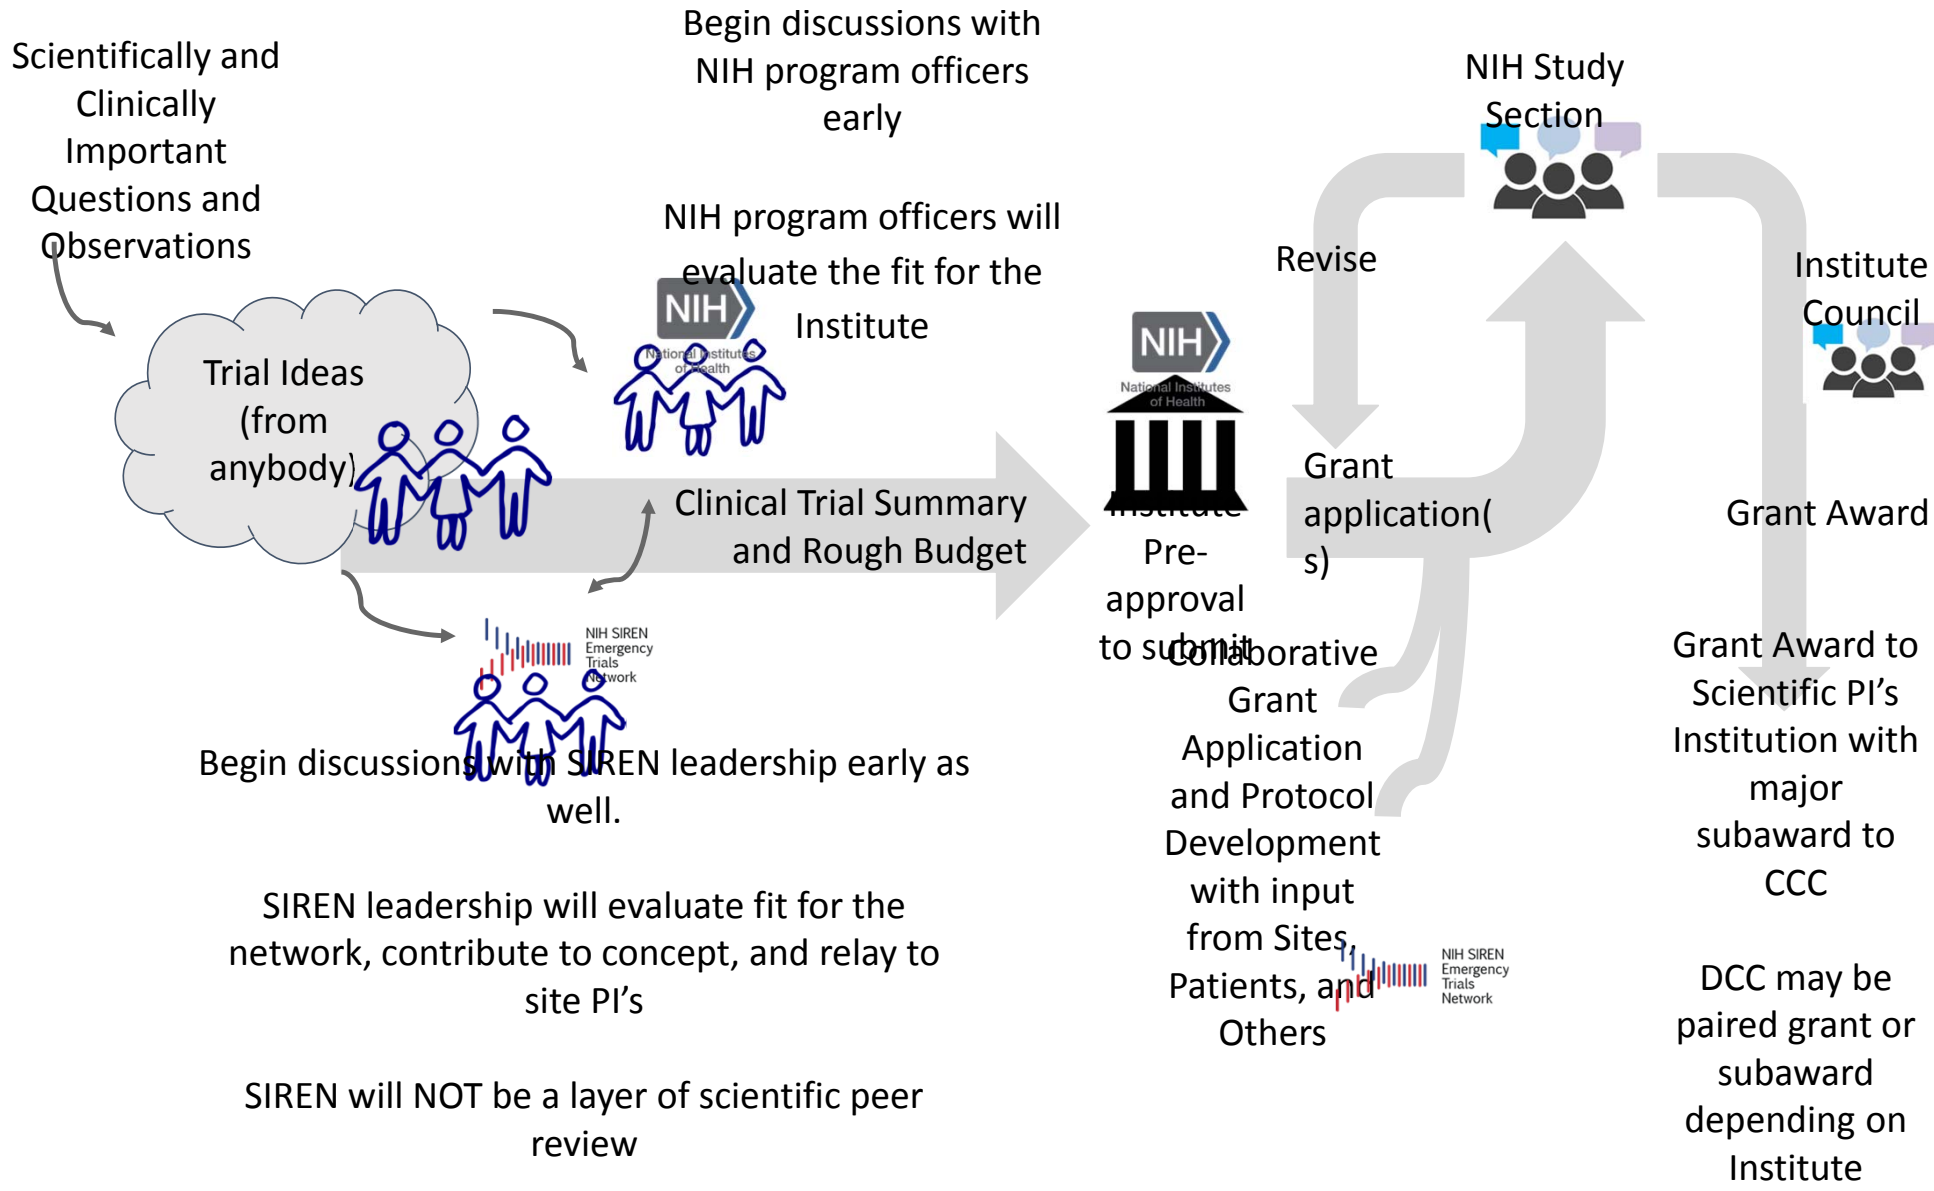 Scientifically and
Clinically
Important
Questions and
Observations
Trial Ideas
(from
anybody)
Begin discussions with
NIH program officers
early
NIH program officers will
evaluate the fit for the
Institute
NIH
National Institutes
of Health
Clinical Trial Summary
and Rough Budget
NIH SIREN
Emergency
Trials
Network
Begin discussions with SIREN leadership early as
well.
SIREN leadership will evaluate fit for the
network, contribute to concept, and relay to
site PI's
SIREN will NOT be a layer of scientific peer
review
NIH
National Institutes
of Health
Institute
Pre-
approval
to submit
Grant
application(
s)
Collaborative
Grant
Application
and Protocol
Development
with input
from Sites,
Patients, and
Others
NIH SIREN
Emergency
Trials
Network
Revise
NIH Study
Section
Institute
Council
Grant Award
Grant Award to
Scientific PI's
Institution with
major
subaward to
CCC
DCC may be
paired grant or
subaward
depending on
Institute